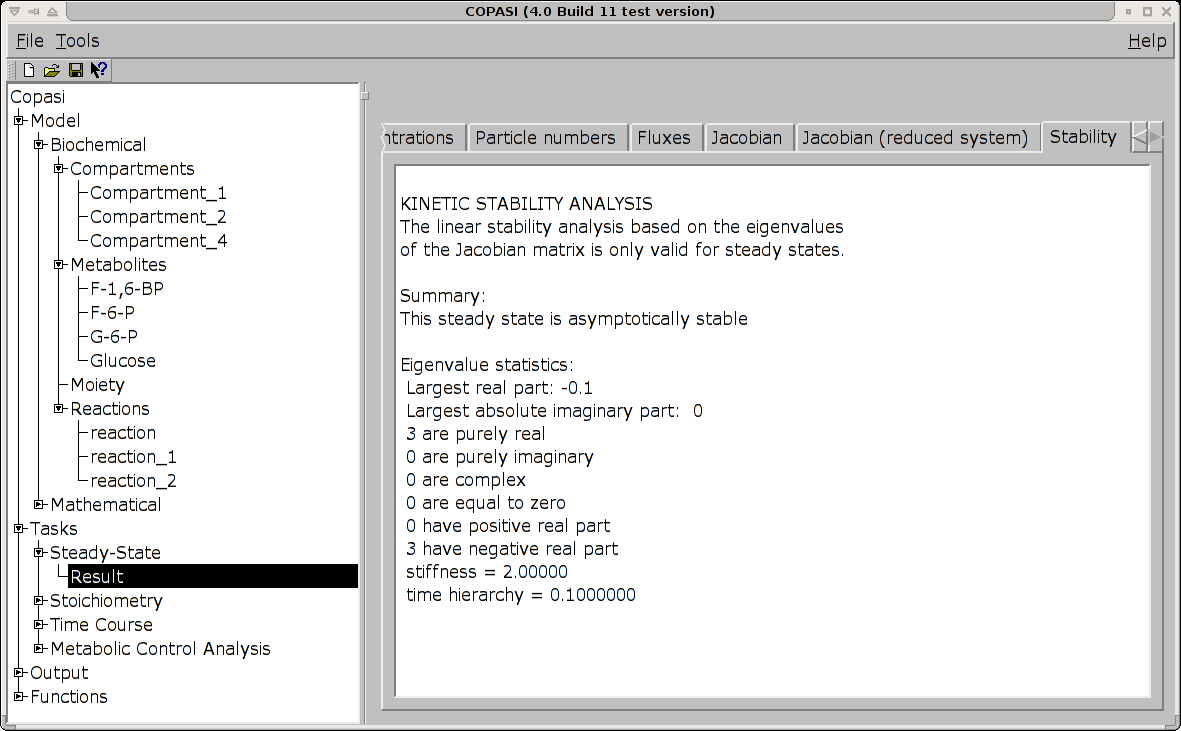 COPASI (4.0 Build 11 test version)
File Tools Help
Copasi
Model
Biochemical
Compartments
Compartment_1
Compartment_2
Compartment_4
Metabolites
F-1,6-BP
F-6-P
G-6-P
Glucose
Moiety
Reactions
reaction
reaction_1
reaction_2
Mathematical
Tasks
Steady-State
Result
Stoichiometry
Time Course
Metabolic Control Analysis
Output
Functions
ntrations Particle numbers Fluxes Jacobian Jacobian (reduced system) Stability
KINETIC STABILITY ANALYSIS
The linear stability analysis based on the eigenvalues
of the Jacobian matrix is only valid for steady states.
Summary:
This steady state is asymptotically stable
Eigenvalue statistics:
Largest real part: -0.1
Largest absolute imaginary part: 0
3 are purely real
0 are purely imaginary
0 are complex
0 are equal to zero
0 have positive real part
3 have negative real part
stiffness = 2.00000
time hierarchy = 0.1000000